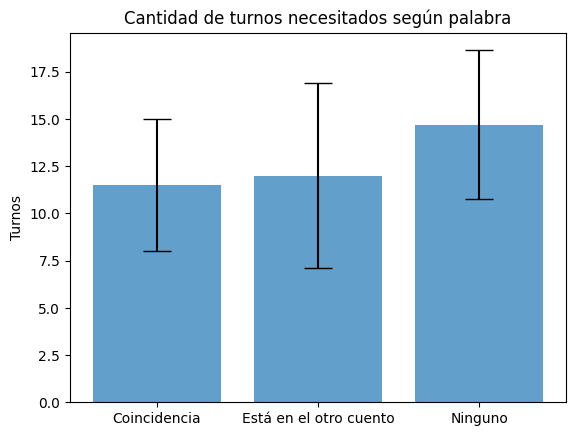 Cantidad de turnos necesitados según palabra
17.5
15.0
12.5
10.0
7.5
5.0
2.5
0.0
Turnos
Coincidencia
Está en el otro cuento
Ninguno